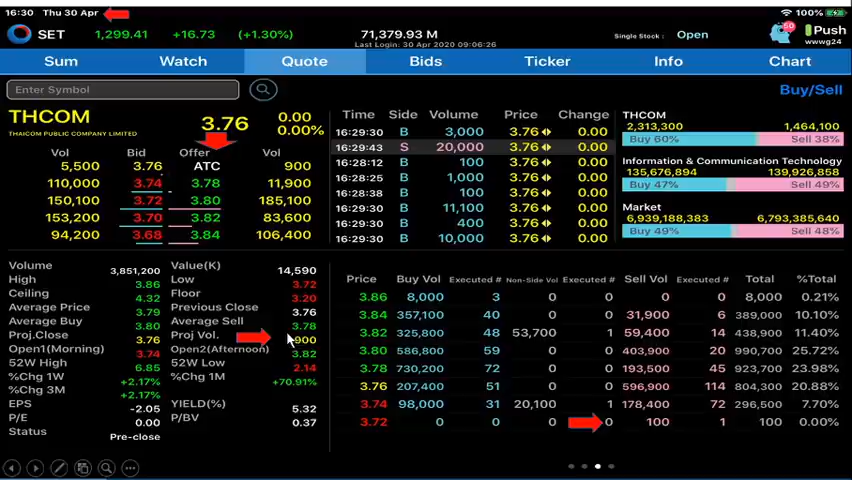 16:30 Thu 30 Apr 100%
SET 1,299.41 +16.73 (+1.30%) 71,379.93 M Single Stock : Open 50 Push
Last Login: 30 Apr 2020 09:06:26 wwwg24
Sum Watch Quote Bids Ticker Info Chart
Enter Symbol Buy/Sell
THCOM 3.76 0.00
THAICOM PUBLIC COMPANY LIMITED 0.00%
Vol Bid Offer Vol
5,500 3.76 ATC 900
110,000 3.74 3.78 11,900
150,100 3.72 3.80 185,100
153,200 3.70 3.82 83,600
94,200 3.68 3.84 106,400
Time Side Volume Price Change
16:29:30 B 3,000 3.76 0.00
16:29:43 S 20,000 3.76 0.00
16:28:12 B 100 3.76 0.00
16:28:25 B 1,000 3.76 0.00
16:28:38 B 100 3.76 0.00
16:29:30 B 11,100 3.76 0.00
16:29:30 B 400 3.76 0.00
16:29:30 B 10,000 3.76 0.00
THCOM
2,313,300 1,464,100
Buy 60% Sell 38%
Information & Communication Technology
135,676,894 139,926,858
Buy 47% Sell 49%
Market
6,939,188,383 6,793,385,640
Buy 49% Sell 48%
Volume 3,851,200 Value(K) 14,590
High 3.86 Low 3.72
Ceiling 4.32 Floor 3.20
Average Price 3.79 Previous Close 3.76
Average Buy 3.80 Average Sell 3.78
Proj.Close 3.76 Proj Vol. 900
Open1(Morning) 3.74 Open2(Afternoon) 3.82
52W High 6.85 52W Low 2.14
%Chg 1W +2.17% %Chg 1M +70.91%
%Chg 3M +2.17%
EPS -2.05 YIELD(%) 5.32
P/E 0.00 P/BV 0.37
Status Pre-close
Price Buy Vol Executed # Non-Side Vol Executed # Sell Vol Executed # Total %Total
3.86 8,000 3 0 0 0 0 8,000 0.21%
3.84 357,100 40 0 0 31,900 6 389,000 10.10%
3.82 325,800 48 53,700 1 59,400 14 438,900 11.40%
3.80 586,800 59 0 0 403,900 20 990,700 25.72%
3.78 730,200 72 0 0 193,500 45 923,700 23.98%
3.76 207,400 51 0 0 596,900 114 804,300 20.88%
3.74 98,000 31 20,100 1 178,400 72 296,500 7.70%
3.72 0 0 0 0 100 1 100 0.00%